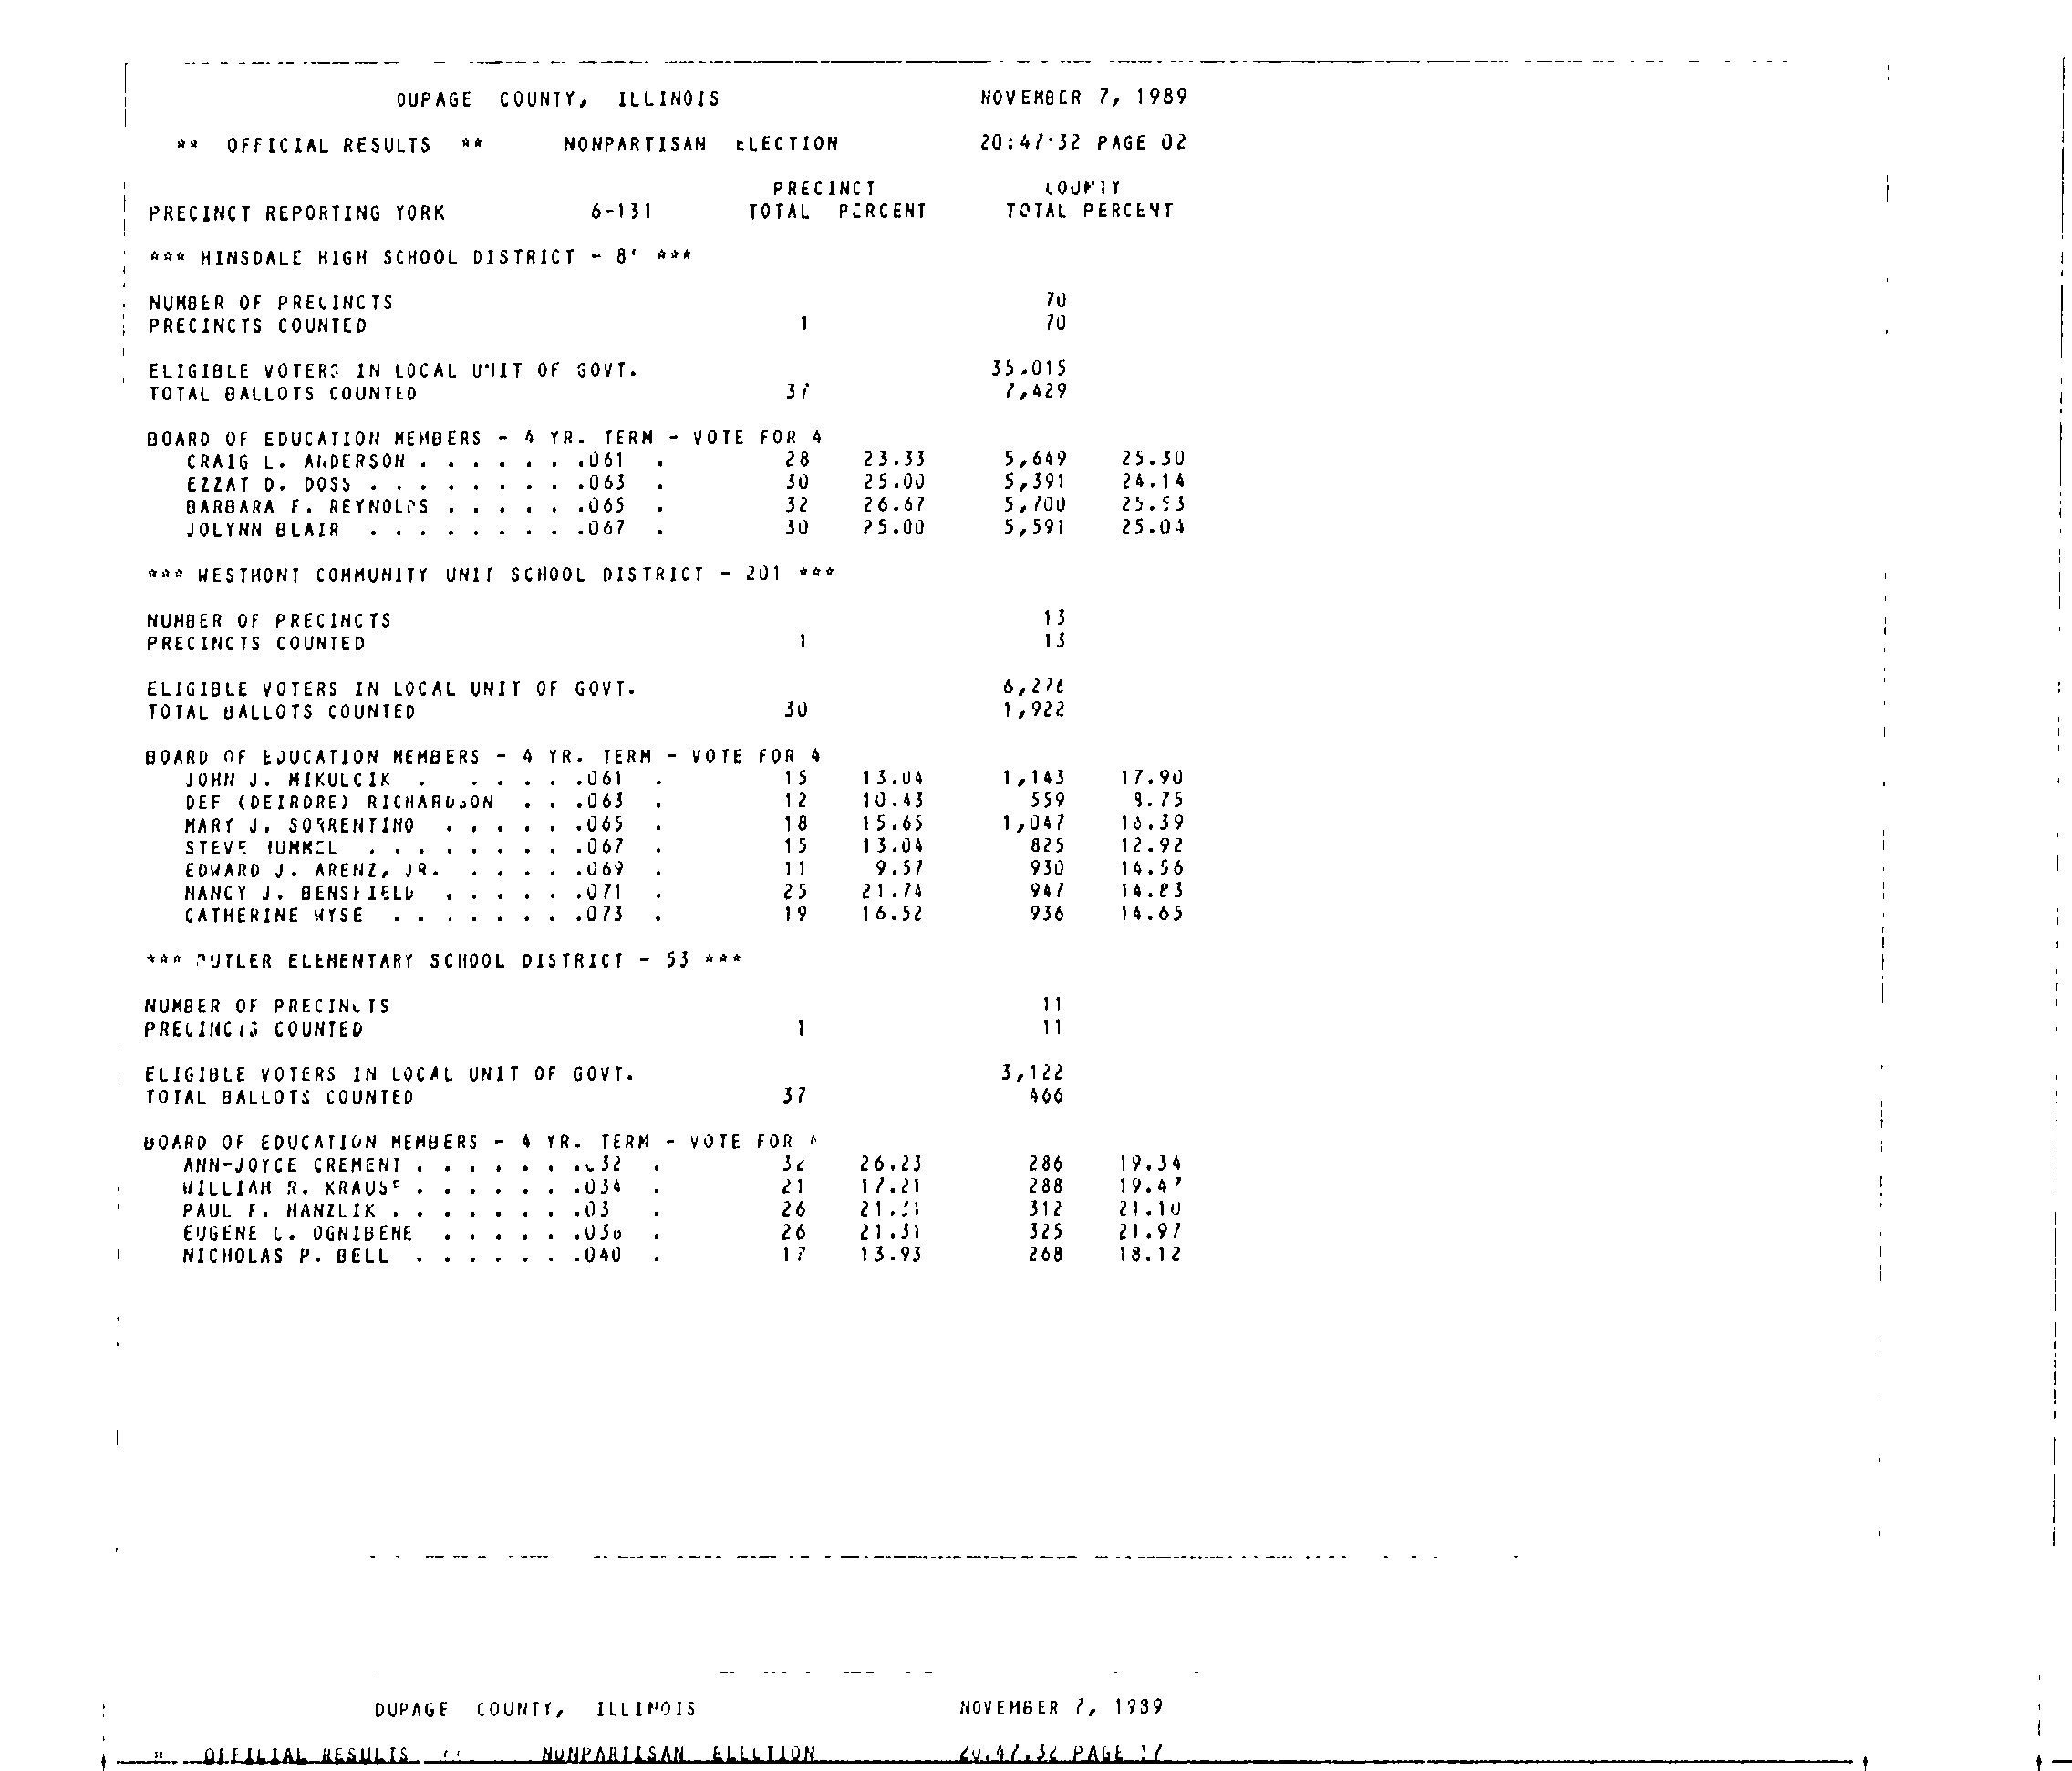 DUPAGE COUNTY, ILLINOIS NOVEMBER 7, 1989
** OFFICIAL RESULTS ** NONPARTISAN ELECTION 20:47:32 PAGE 02
PRECINCT COUNTY
PRECINCT REPORTING YORK 6-131 TOTAL PERCENT TOTAL PERCENT
*** HINSDALE HIGH SCHOOL DISTRICT - ***
NUMBER OF PRECINCTS 70
PRECINCTS COUNTED 1 70
ELIGIBLE VOTERS IN LOCAL UNIT OF GOVT. 35,015
TOTAL BALLOTS COUNTED 37 7,429
BOARD OF EDUCATION MEMBERS - 4 YR. TERM - VOTE FOR 4
CRAIG L. ANDERSON . . . . . . .061 . 28 23.33 5,649 25.30
EZZAT D. DOSS . . . . . . . . .063 . 30 25.00 5,391 24.14
BARBARA F. REYNOLDS . . . . . .065 . 32 26.67 5,700 25.53
JOLYNN BLAIR . . . . . . . . .067 . 30 25.00 5,591 25.04
*** WESTMONT COMMUNITY UNIT SCHOOL DISTRICT - 201 ***
NUMBER OF PRECINCTS 13
PRECINCTS COUNTED 1 13
ELIGIBLE VOTERS IN LOCAL UNIT OF GOVT. 6,276
TOTAL BALLOTS COUNTED 30 1,922
BOARD OF EDUCATION MEMBERS - 4 YR. TERM - VOTE FOR 4
JOHN J. MIKULCIK . . . . . .061 . 15 13.04 1,143 17.90
DEF (DEIRDRE) RICHARDSON . . .063 . 12 10.43 559 8.75
MARY J. SORRENTINO . . . . . .065 . 18 15.65 1,047 16.39
STEVE HUMMEL . . . . . . . . .067 . 15 13.04 825 12.92
EDWARD J. ARENZ, JR. . . . . .069 . 11 9.57 930 14.56
NANCY J. BENSFIELD . . . . . .071 . 25 21.74 947 14.83
CATHERINE WYSE . . . . . . . .073 . 19 16.52 936 14.65
*** BUTLER ELEMENTARY SCHOOL DISTRICT - 53 ***
NUMBER OF PRECINCTS 11
PRECINCTS COUNTED 1 11
ELIGIBLE VOTERS IN LOCAL UNIT OF GOVT. 3,122
TOTAL BALLOTS COUNTED 37 466
BOARD OF EDUCATION MEMBERS - 4 YR. TERM - VOTE FOR 4
ANN-JOYCE CREMENT . . . . . . .032 . 32 26.23 286 19.34
WILLIAM R. KRAUSE . . . . . . .034 . 21 17.21 288 19.47
PAUL F. HANZLIK . . . . . . . .03 . 26 21.31 312 21.10
EUGENE L. OGNIBENE . . . . . .038 . 26 21.31 325 21.97
NICHOLAS P. BELL . . . . . . .040 . 17 13.93 268 18.12
DUPAGE COUNTY, ILLINOIS NOVEMBER 7, 1989
* OFFICIAL RESULTS NONPARTISAN ELECTION 20.47.32 PAGE 17